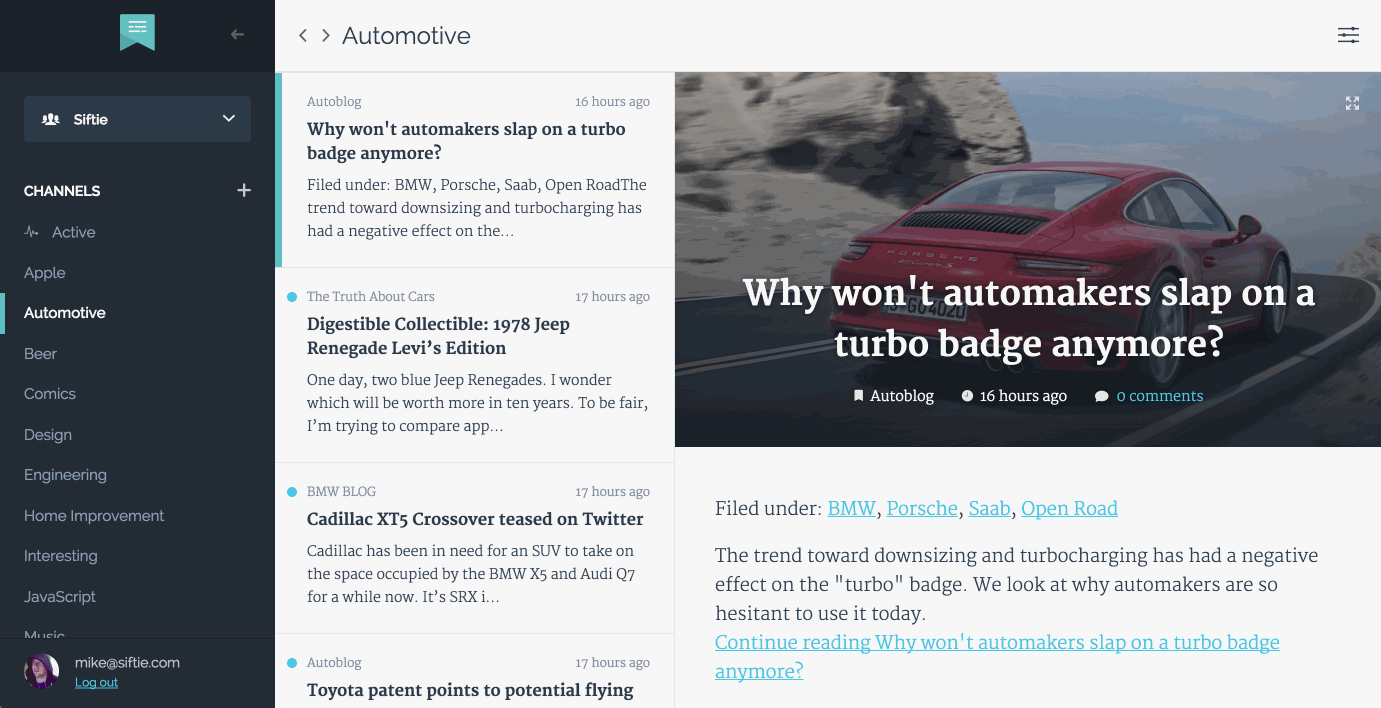 Siftie
CHANNELS
Active
Apple
Automotive
Beer
Comics
Design
Engineering
Home Improvement
Interesting
JavaScript
Music
mike@siftie.com
Log out
Automotive
Autoblog 16 hours ago
Why won't automakers slap on a turbo
badge anymore?
Filed under: BMW, Porsche, Saab, Open RoadThe
trend toward downsizing and turbocharging has
had a negative effect on the…
The Truth About Cars 17 hours ago
Digestible Collectible: 1978 Jeep
Renegade Levi’s Edition
One day, two blue Jeep Renegades. I wonder
which will be worth more in ten years. To be fair,
I’m trying to compare app…
BMW BLOG 17 hours ago
Cadillac XT5 Crossover teased on Twitter
Cadillac has been in need for an SUV to take on
the space occupied by the BMW X5 and Audi Q7
for a while now. It’s SRX i…
Autoblog 17 hours ago
Toyota patent points to potential flying
PORSCHE
911 Carrera S
Why won't automakers slap on a
turbo badge anymore?
Autoblog 16 hours ago 0 comments
Filed under: BMW, Porsche, Saab, Open Road
The trend toward downsizing and turbocharging has had a negative
effect on the "turbo" badge. We look at why automakers are so
hesitant to use it today.
Continue reading Why won't automakers slap on a turbo badge
anymore?